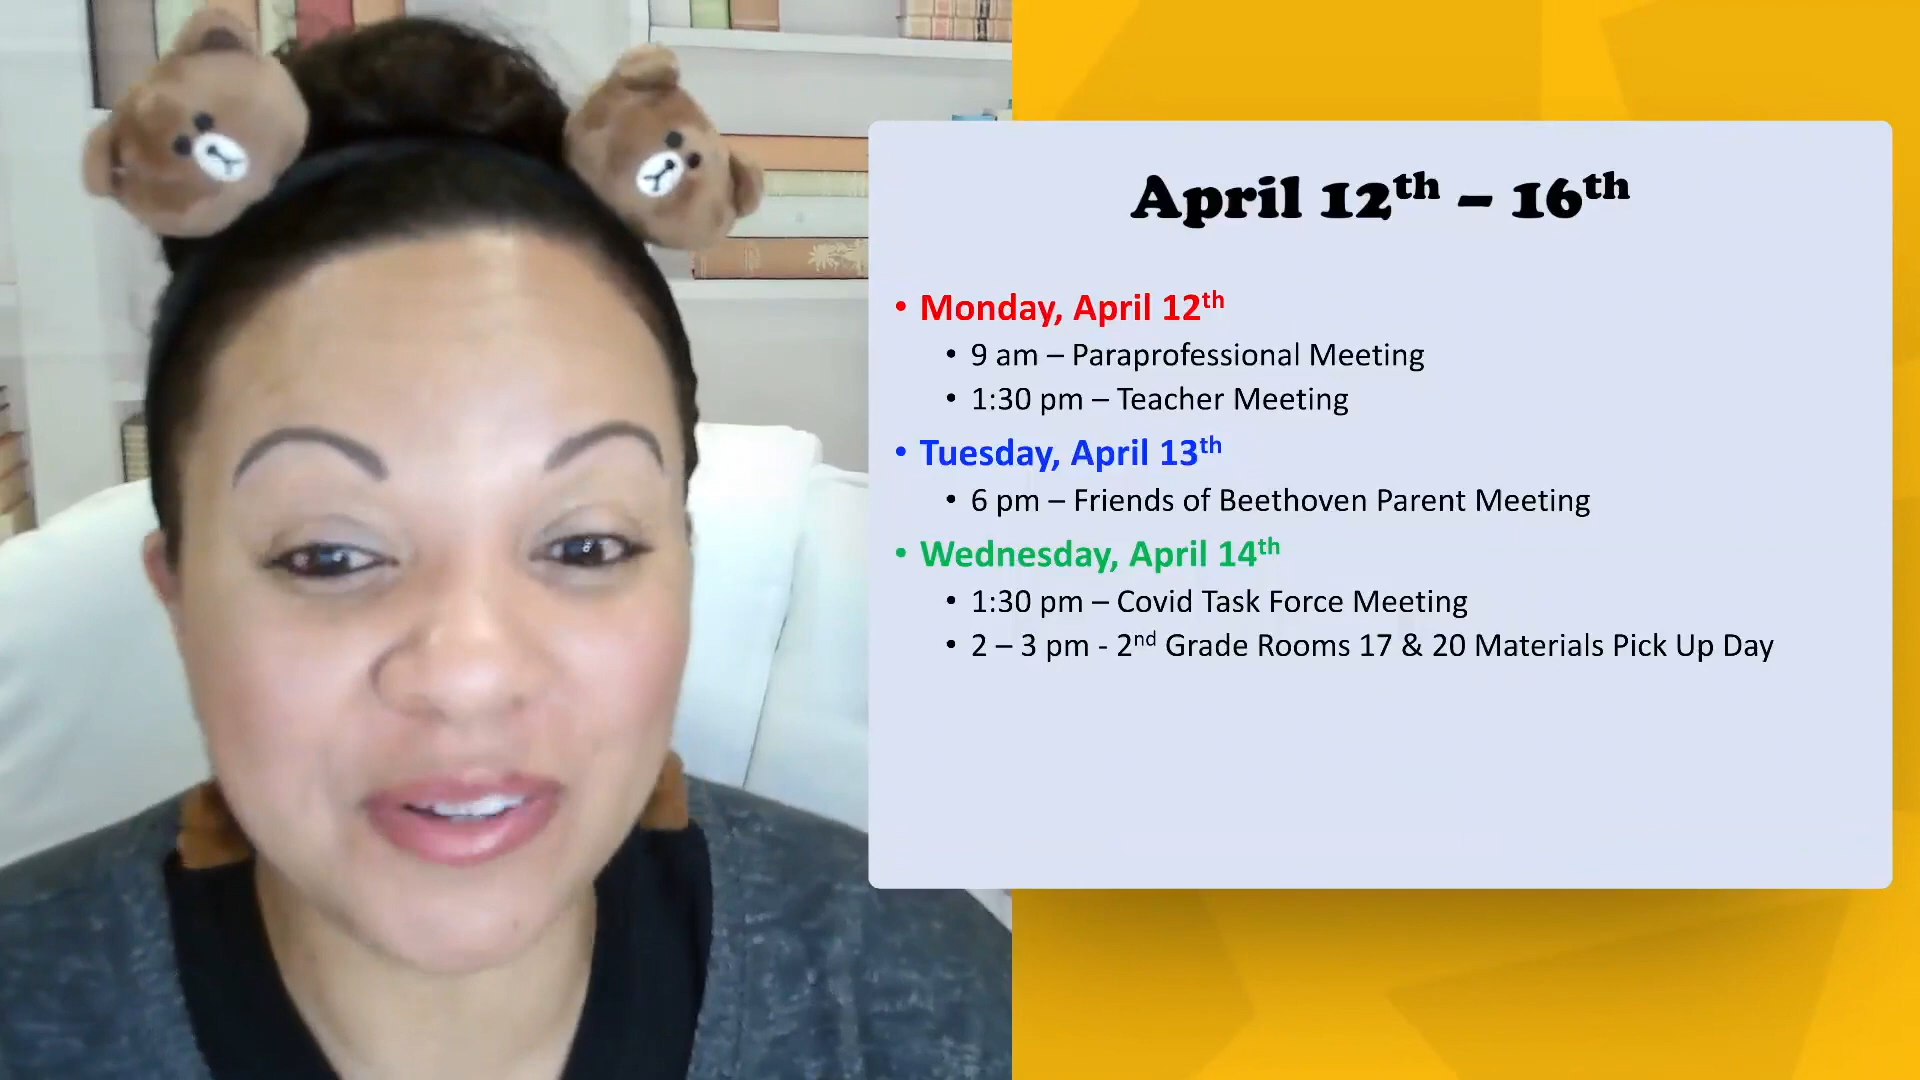 April 12th – 16th
• Monday, April 12th
• 9 am – Paraprofessional Meeting
• 1:30 pm – Teacher Meeting
• Tuesday, April 13th
• 6 pm – Friends of Beethoven Parent Meeting
• Wednesday, April 14th
• 1:30 pm – Covid Task Force Meeting
• 2 – 3 pm - 2nd Grade Rooms 17 & 20 Materials Pick Up Day